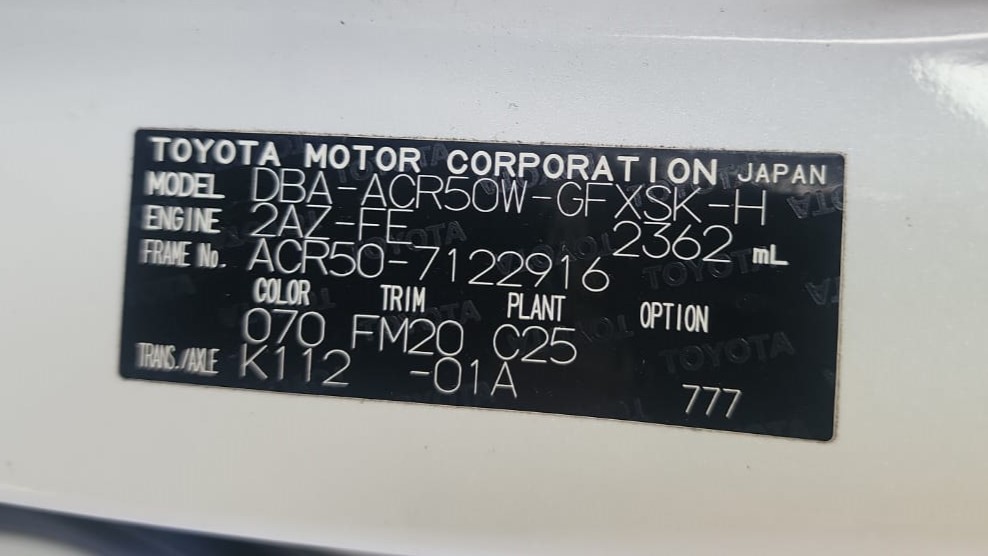 TOYOTA MOTOR CORPORATION JAPAN
MODEL DBA-ACR50W-GFXSK-H
ENGINE 2AZ-FE 2362 mL
FRAME No. ACR50-7122916
COLOR TRIM PLANT OPTION
070 FM20 C25
TRANS./AXLE K112 -01A 777